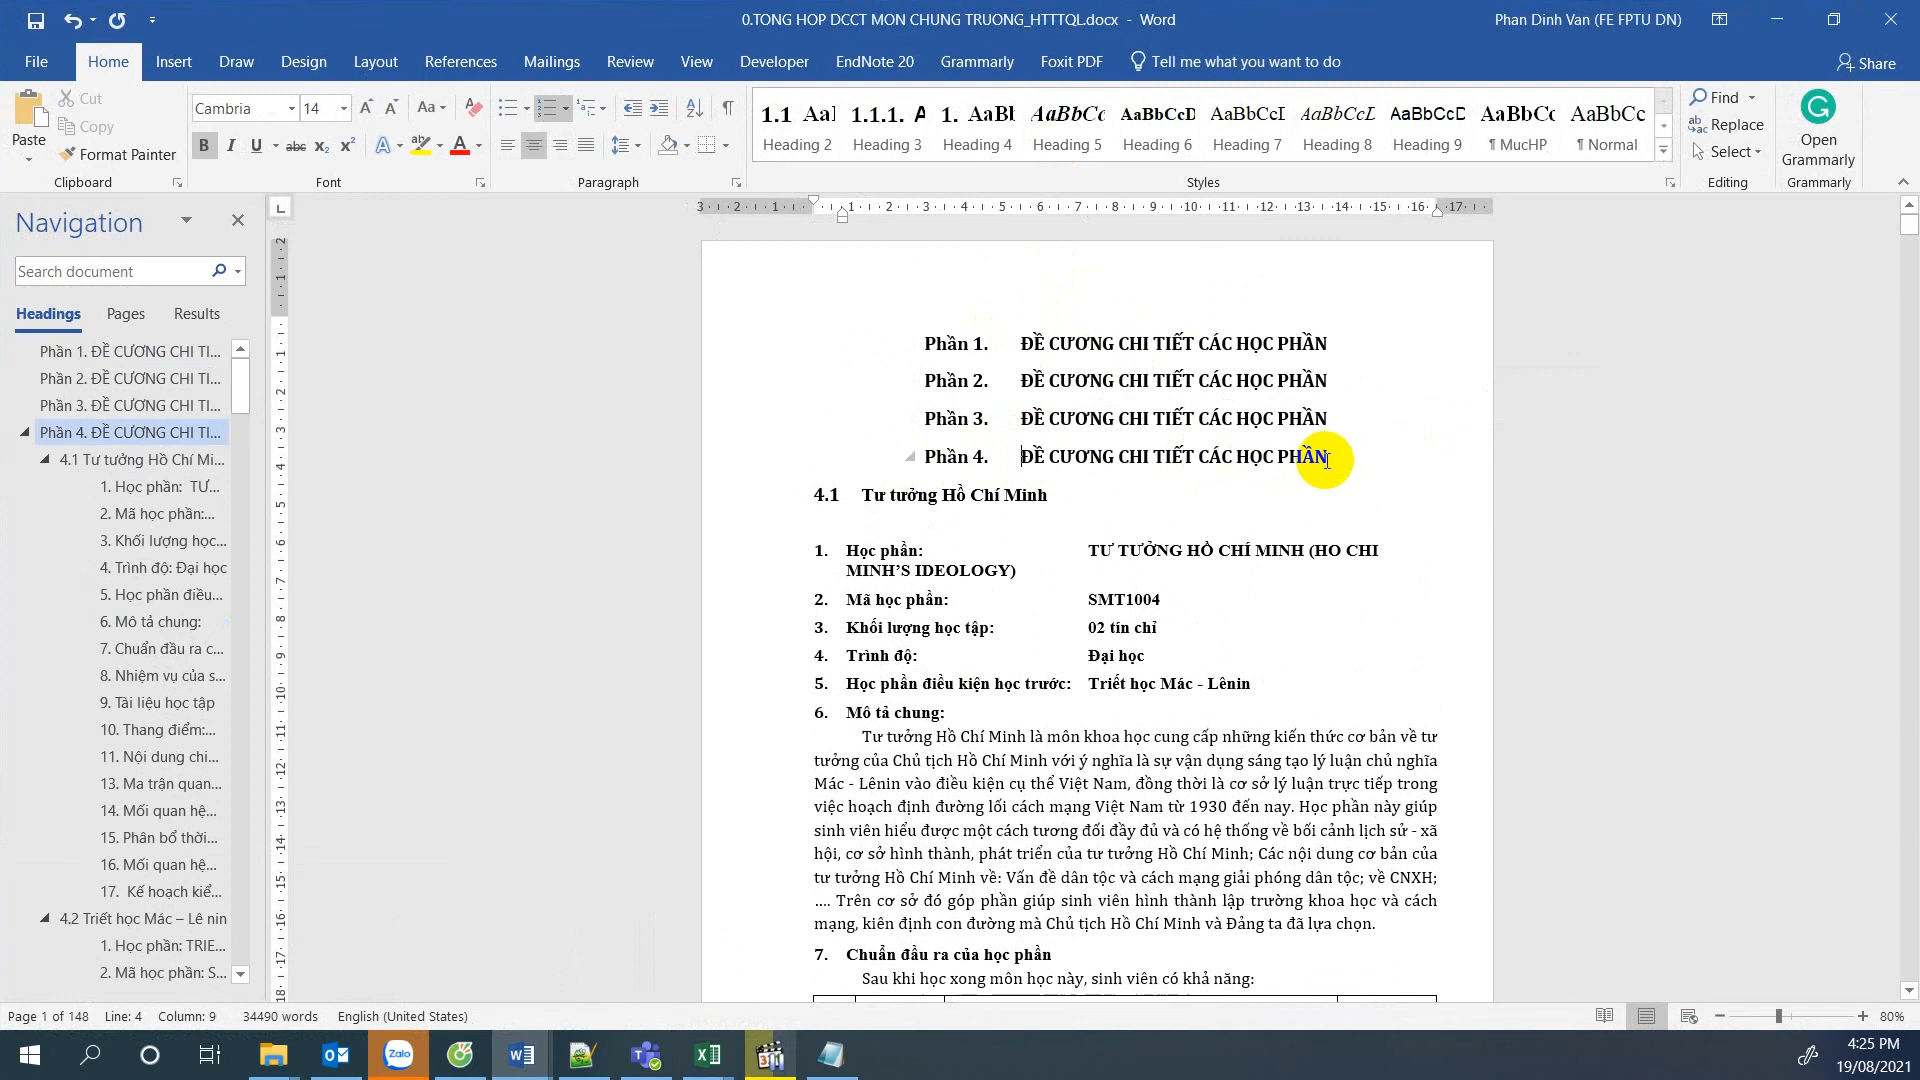 0.TONG HOP DCCT MON CHUNG TRUONG_HTTTQL.docx - Word
Phan Dinh Van (FE FPTU DN)
File Home Insert Draw Design Layout References Mailings Review View Developer EndNote 20 Grammarly Foxit PDF Tell me what you want to do Share
Paste
Cut
Copy
Format Painter
Cambria 14
1.1 AaI 1.1.1. A 1. AaBl AaBbCc AaBbCcD AaBbCcI AaBbCcL AaBbCcD AaBbCc AaBbCc
Heading 2 Heading 3 Heading 4 Heading 5 Heading 6 Heading 7 Heading 8 Heading 9 ¶ MucHP ¶ Normal
Find
Replace
Select
Open
Grammarly
Clipboard Font Paragraph Styles Editing Grammarly
Navigation
Search document
Headings Pages Results
Phần 1. ĐỀ CƯƠNG CHI TI...
Phần 2. ĐỀ CƯƠNG CHI TI...
Phần 3. ĐỀ CƯƠNG CHI TI...
Phần 4. ĐỀ CƯƠNG CHI TI...
4.1 Tư tưởng Hồ Chí Mi...
1. Học phần: TƯ...
2. Mã học phần:...
3. Khối lượng học...
4. Trình độ: Đại học
5. Học phần điều...
6. Mô tả chung:
7. Chuẩn đầu ra c...
8. Nhiệm vụ của s...
9. Tài liệu học tập
10. Thang điểm:...
11. Nội dung chi...
13. Ma trận quan...
14. Mối quan hệ...
15. Phân bổ thời...
16. Mối quan hệ...
17. Kế hoạch kiể...
4.2 Triết học Mác – Lê nin
1. Học phần: TRIE...
2. Mã học phần: S...
Phần 1. ĐỀ CƯƠNG CHI TIẾT CÁC HỌC PHẦN
Phần 2. ĐỀ CƯƠNG CHI TIẾT CÁC HỌC PHẦN
Phần 3. ĐỀ CƯƠNG CHI TIẾT CÁC HỌC PHẦN
Phần 4. ĐỀ CƯƠNG CHI TIẾT CÁC HỌC PHẦN
4.1 Tư tưởng Hồ Chí Minh
1. Học phần: TƯ TƯỞNG HỒ CHÍ MINH (HO CHI
MINH’S IDEOLOGY)
2. Mã học phần: SMT1004
3. Khối lượng học tập: 02 tín chỉ
4. Trình độ: Đại học
5. Học phần điều kiện học trước: Triết học Mác - Lênin
6. Mô tả chung:
Tư tưởng Hồ Chí Minh là môn khoa học cung cấp những kiến thức cơ bản về tư
tưởng của Chủ tịch Hồ Chí Minh với ý nghĩa là sự vận dụng sáng tạo lý luận chủ nghĩa
Mác - Lênin vào điều kiện cụ thể Việt Nam, đồng thời là cơ sở lý luận trực tiếp trong
việc hoạch định đường lối cách mạng Việt Nam từ 1930 đến nay. Học phần này giúp
sinh viên hiểu được một cách tương đối đầy đủ và có hệ thống về bối cảnh lịch sử - xã
hội, cơ sở hình thành, phát triển của tư tưởng Hồ Chí Minh; Các nội dung cơ bản của
tư tưởng Hồ Chí Minh về: Vấn đề dân tộc và cách mạng giải phóng dân tộc; về CNXH;
.... Trên cơ sở đó góp phần giúp sinh viên hình thành lập trường khoa học và cách
mạng, kiên định con đường mà Chủ tịch Hồ Chí Minh và Đảng ta đã lựa chọn.
7. Chuẩn đầu ra của học phần
Sau khi học xong môn học này, sinh viên có khả năng:
Page 1 of 148 Line: 4 Column: 9 34490 words English (United States) 80%
Zalo
4:25 PM
19/08/2021